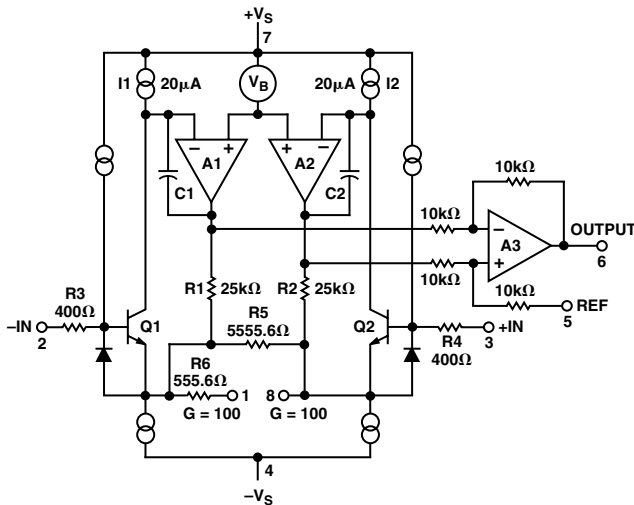 +VS
7
I1 20µA
VB
20µA I2
− +
A1
+ −
A2
C1
C2
10kΩ
10kΩ
−
A3
+
OUTPUT
6
10kΩ
10kΩ
REF
5
R1 25kΩ
R2 25kΩ
R3
400Ω
−IN
2
Q1
R5
5555.6Ω
Q2
R4
400Ω
+IN
3
R6
555.6Ω
1
G = 100
8
G = 100
4
−VS